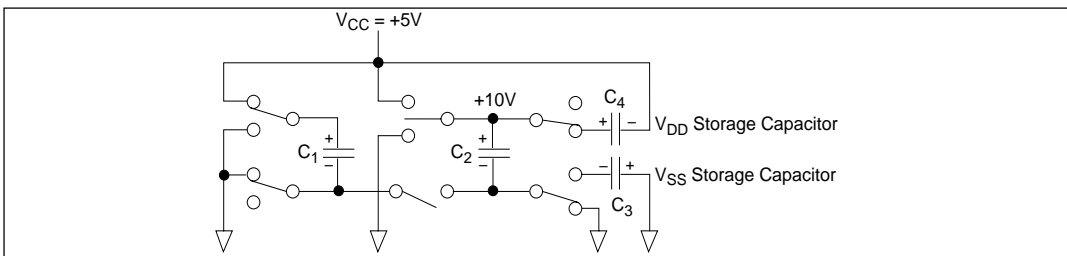 VCC = +5V
+10V
C4
+ −
VDD Storage Capacitor
+
C1
−
+
C2
−
− +
VSS Storage Capacitor
C3